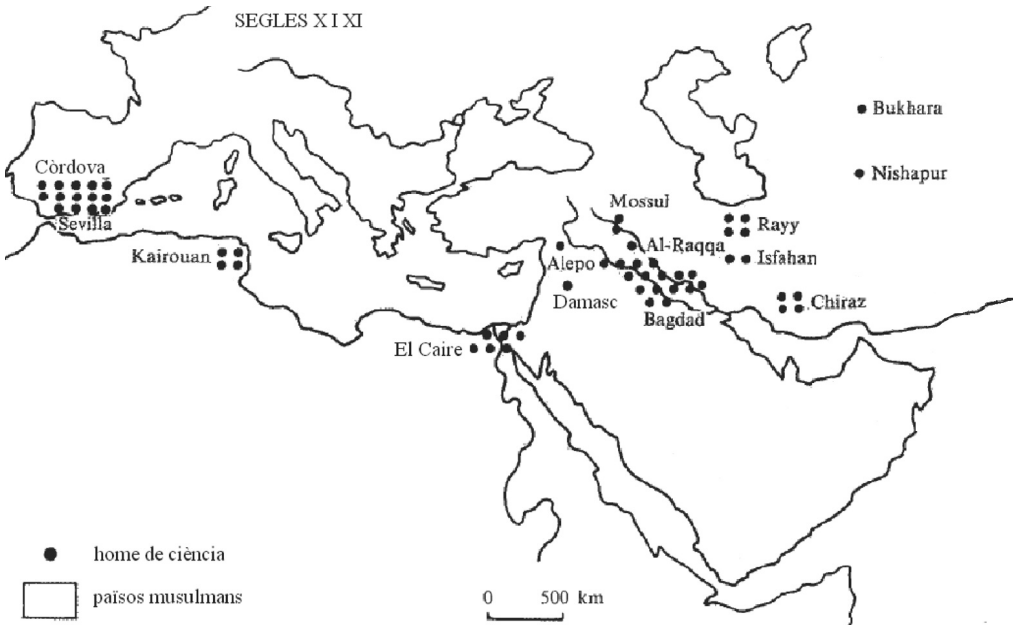 SEGLES X I XI
Bukhara
Còrdova
Nishapur
Sevilla
Mossul
Rayy
Kairouan
Al-Raqqa
Alepo
Isfahan
Damasc
Chiraz
Bagdad
El Caire
home de ciència
països musulmans
0 500 km